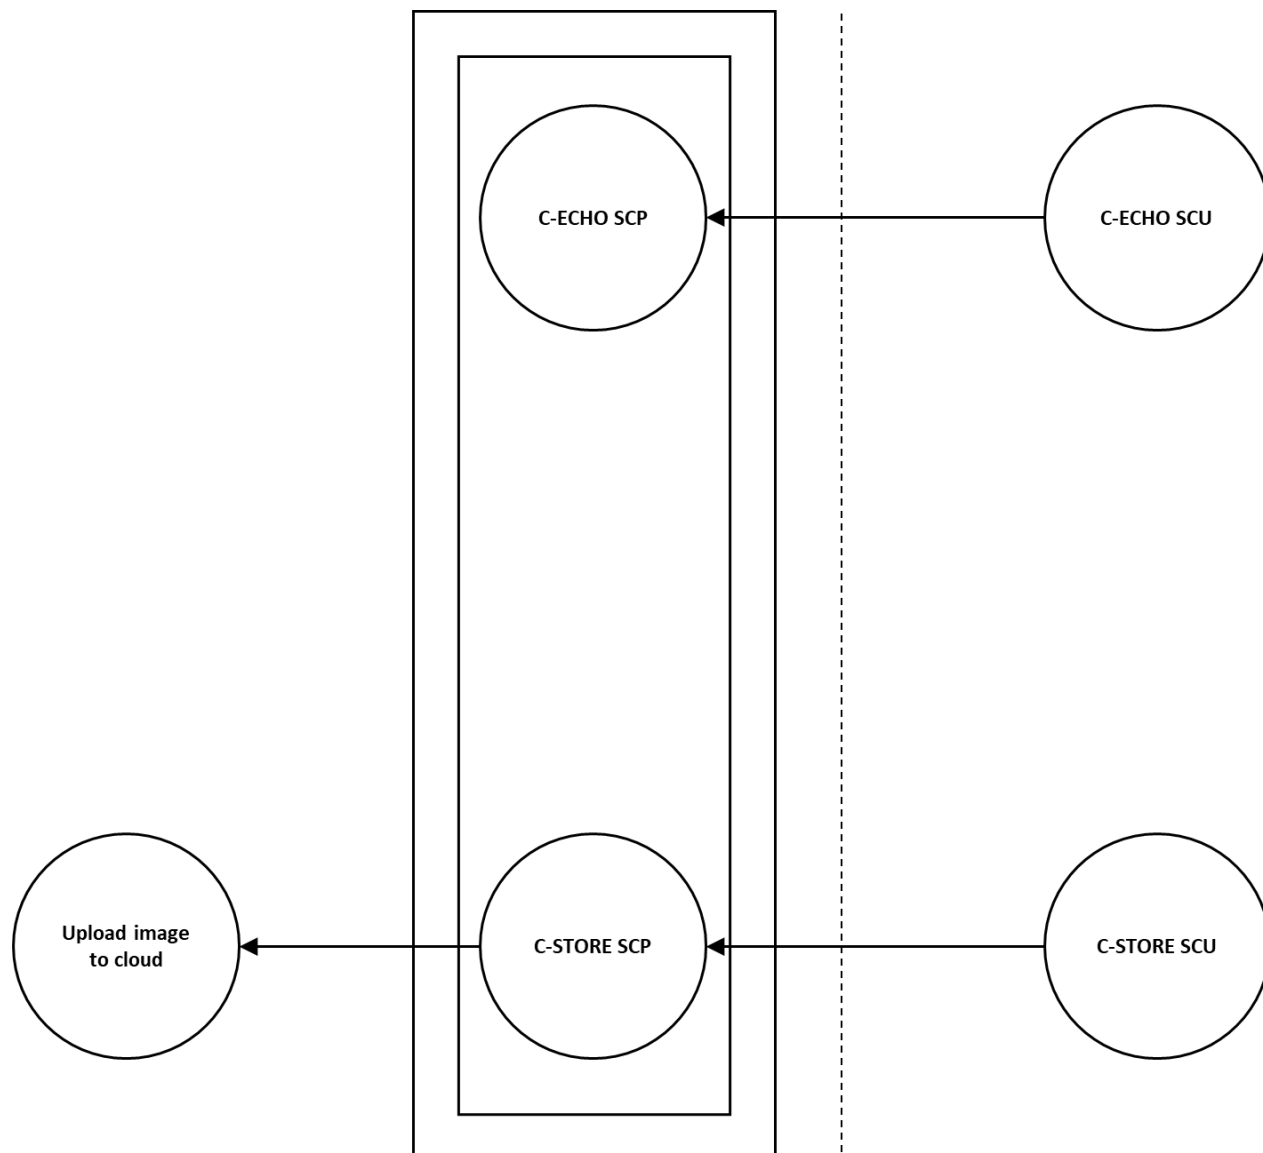 C-ECHO SCP
C-ECHO SCU
Upload image
to cloud
C-STORE SCP
C-STORE SCU